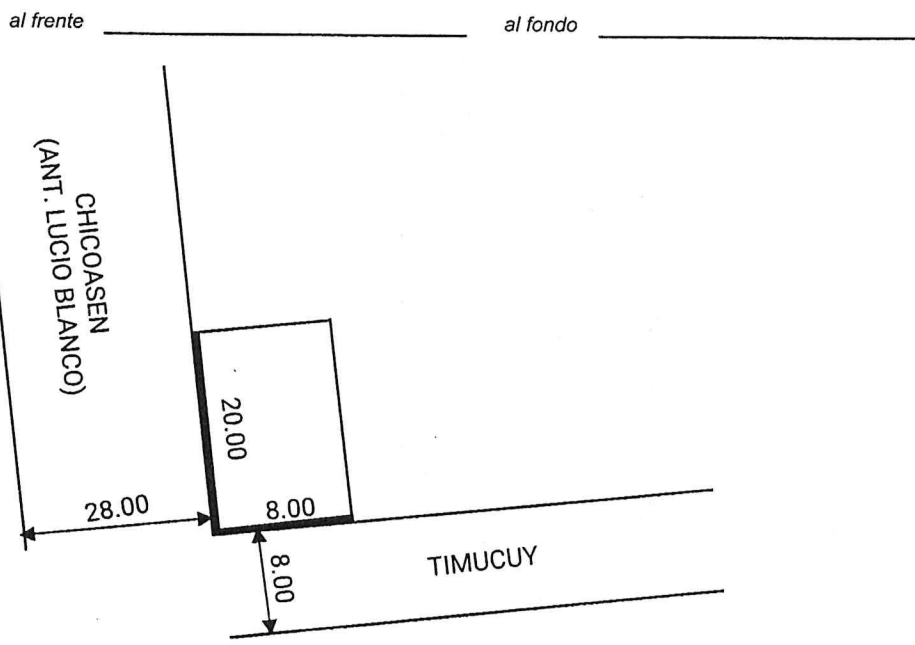 al frente
al fondo
CHICOASEN
(ANT. LUCIO BLANCO)
20.00
28.00
8.00
8.00
TIMUCUY